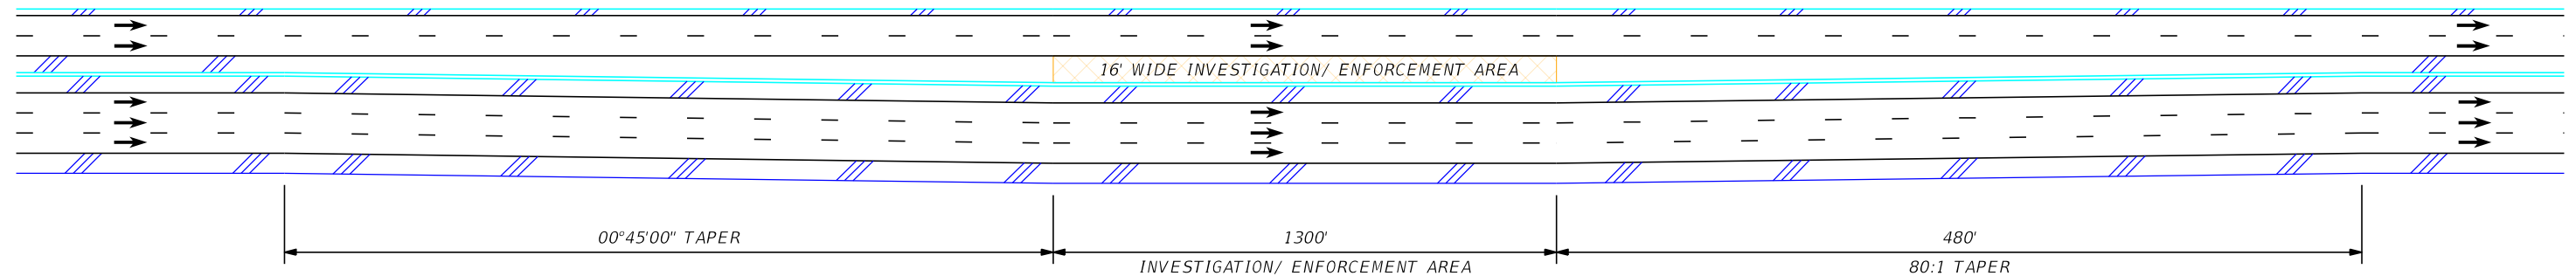 16' WIDE INVESTIGATION/ ENFORCEMENT AREA
00°45'00" TAPER
1300'
480'
INVESTIGATION/ ENFORCEMENT AREA
80:1 TAPER